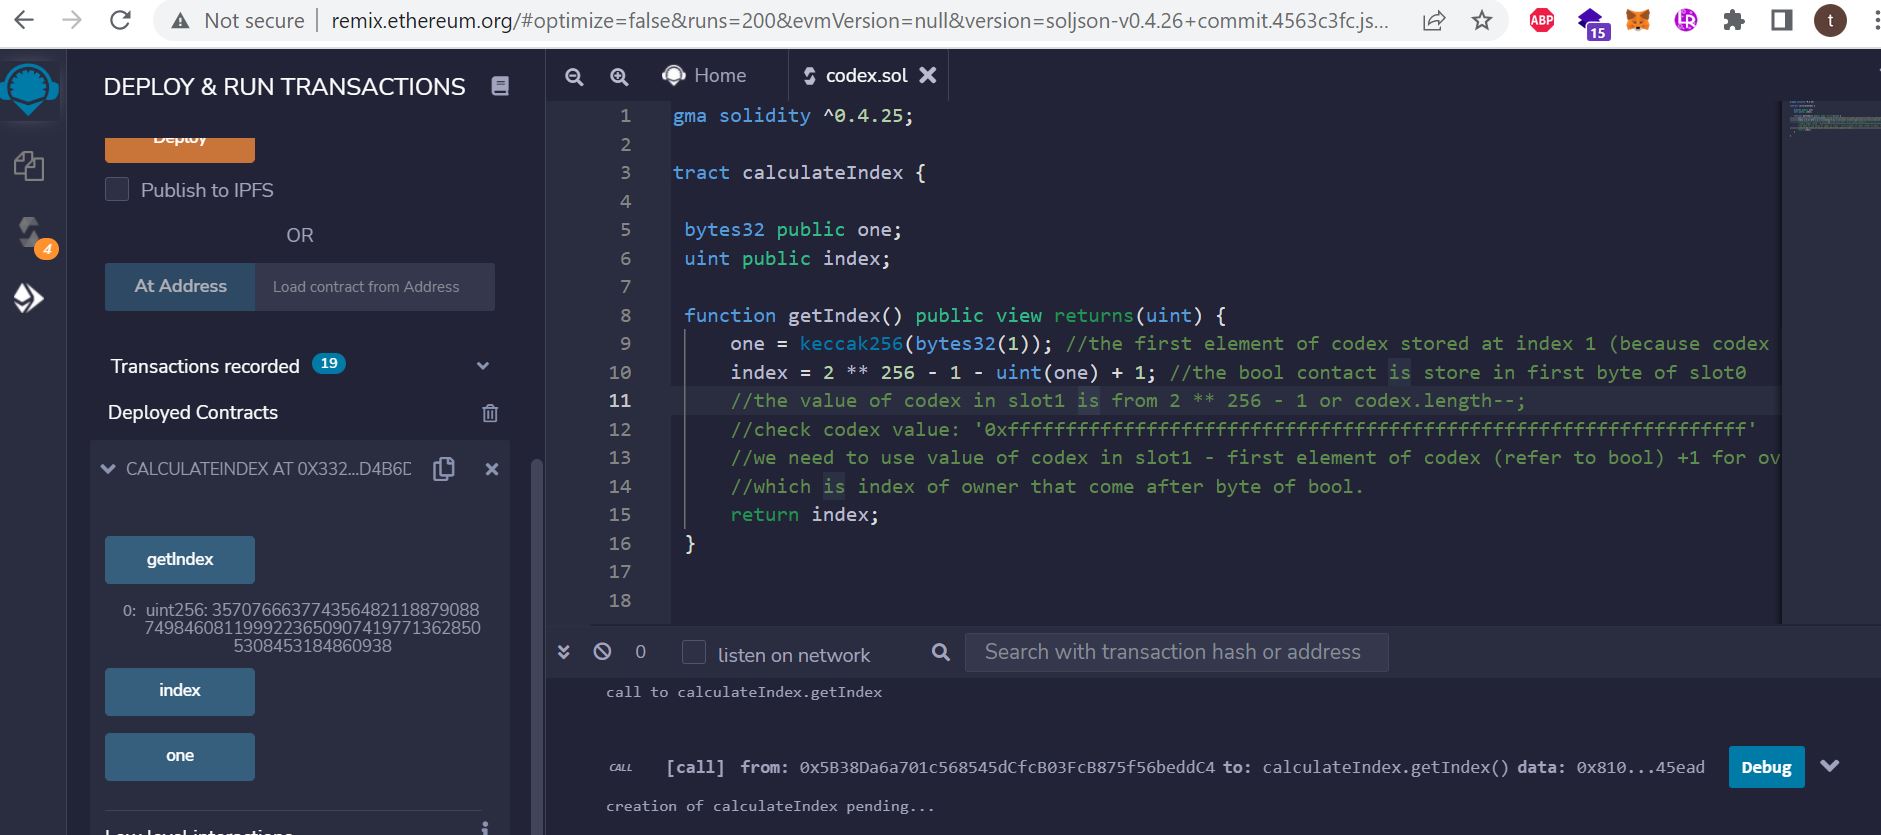 Not secure
remix.ethereum.org/#optimize=false&runs=200&evmVersion=null&version=soljson-v0.4.26+commit.4563c3fc.js...
ABP
15
t
DEPLOY & RUN TRANSACTIONS
Deploy
Publish to IPFS
OR
4
At Address
Load contract from Address
Transactions recorded 19
Deployed Contracts
CALCULATEINDEX AT 0X332...D4B6D
getIndex
0: uint256: 357076663774356482118879088
7498460811999223650907419771362850
5308453184860938
index
one
Low level interactions
Home
codex.sol
1 gma solidity ^0.4.25;
2
3 tract calculateIndex {
4
5 bytes32 public one;
6 uint public index;
7
8 function getIndex() public view returns(uint) {
9 one = keccak256(bytes32(1)); //the first element of codex stored at index 1 (because codex
10 index = 2 ** 256 - 1 - uint(one) + 1; //the bool contact is store in first byte of slot0
11 //the value of codex in slot1 is from 2 ** 256 - 1 or codex.length--;
12 //check codex value: '0xffffffffffffffffffffffffffffffffffffffffffffffffffffffffffffffff'
13 //we need to use value of codex in slot1 - first element of codex (refer to bool) +1 for ov
14 //which is index of owner that come after byte of bool.
15 return index;
16 }
17
18
0
listen on network
Search with transaction hash or address
call to calculateIndex.getIndex
CALL [call] from: 0x5B38Da6a701c568545dCfcB03FcB875f56beddC4 to: calculateIndex.getIndex() data: 0x810...45ead
Debug
creation of calculateIndex pending...